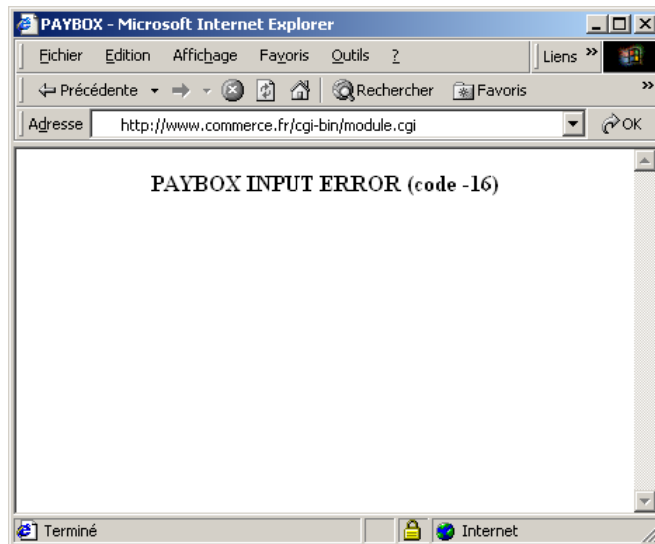 PAYBOX - Microsoft Internet Explorer
Fichier Edition Affichage Favoris Outils ? Liens »
Précédente Rechercher Favoris »
Adresse http://www.commerce.fr/cgi-bin/module.cgi OK
PAYBOX INPUT ERROR (code -16)
Terminé Internet